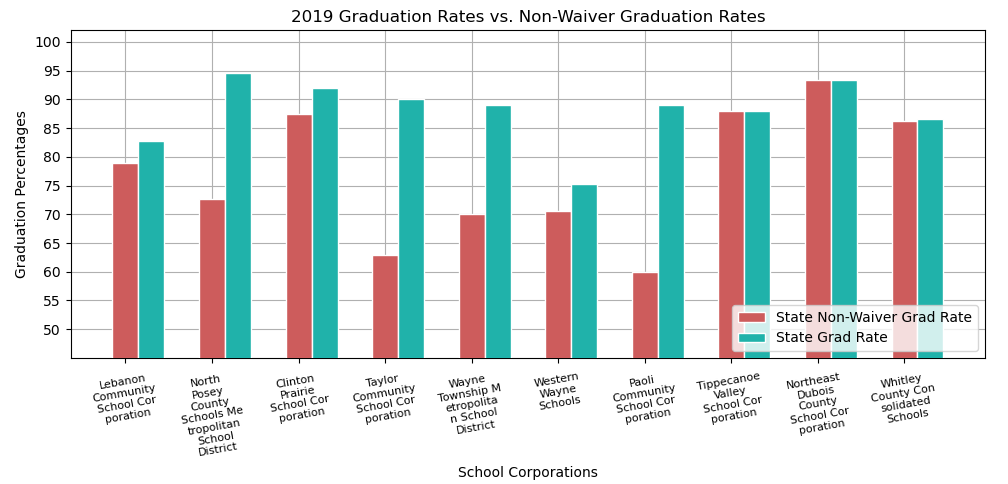 2019 Graduation Rates vs. Non-Waiver Graduation Rates
100
95
90
85
80
75
70
65
60
55
50
Graduation Percentages
State Non-Waiver Grad Rate
State Grad Rate
Lebanon
Community
School Cor
poration
North
Posey
County
Schools Me
tropolitan
School
District
Clinton
Prairie
School Cor
poration
Taylor
Community
School Cor
poration
Wayne
Township M
etropolita
n School
District
Western
Wayne
Schools
Paoli
Community
School Cor
poration
Tippecanoe
Valley
School Cor
poration
Northeast
Dubois
County
School Cor
poration
Whitley
County Con
solidated
Schools
School Corporations